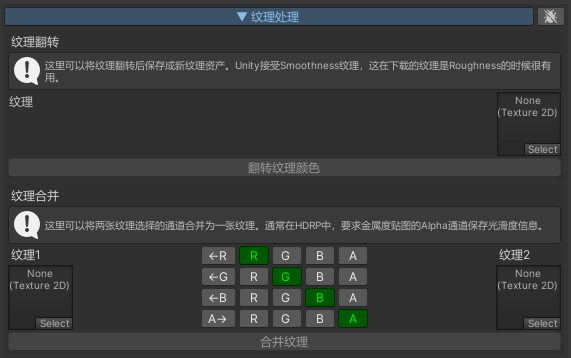 ▼ 纹理处理
纹理翻转
这里可以将纹理翻转后保存成新纹理资产。Unity接受Smoothness纹理，这在下载的纹理是Roughness的时候很有
用。
纹理
None
(Texture 2D)
Select
翻转纹理颜色
纹理合并
这里可以将两张纹理选择的通道合并为一张纹理。通常在HDRP中，要求金属度贴图的Alpha通道保存光滑度信息。
纹理1
None
(Texture 2D)
Select
←R R G B A
←G R G B A
←B R G B A
A→ R G B A
纹理2
None
(Texture 2D)
Select
合并纹理